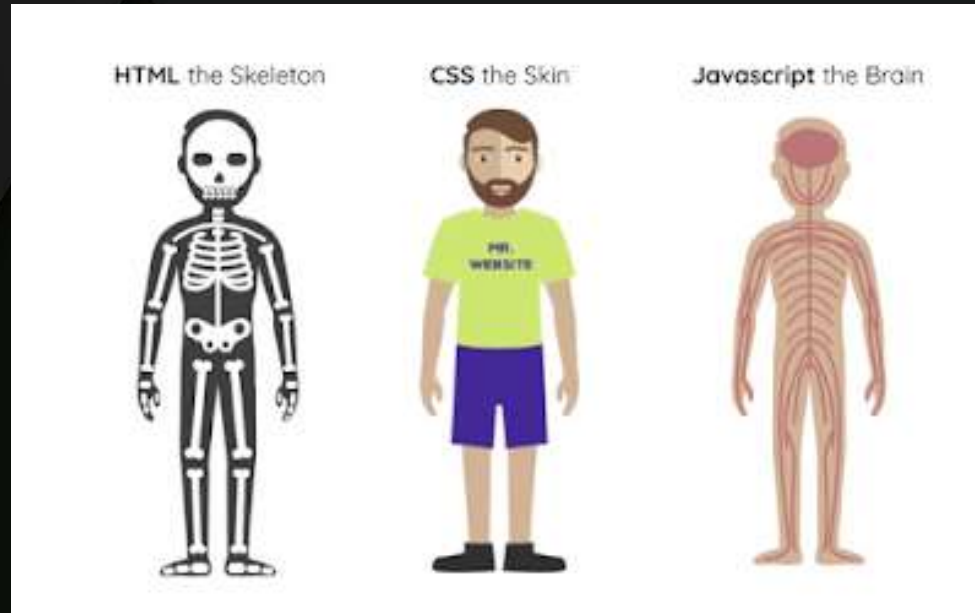 HTML the Skeleton
CSS the Skin
Javascript the Brain
MR.
WEBSITE